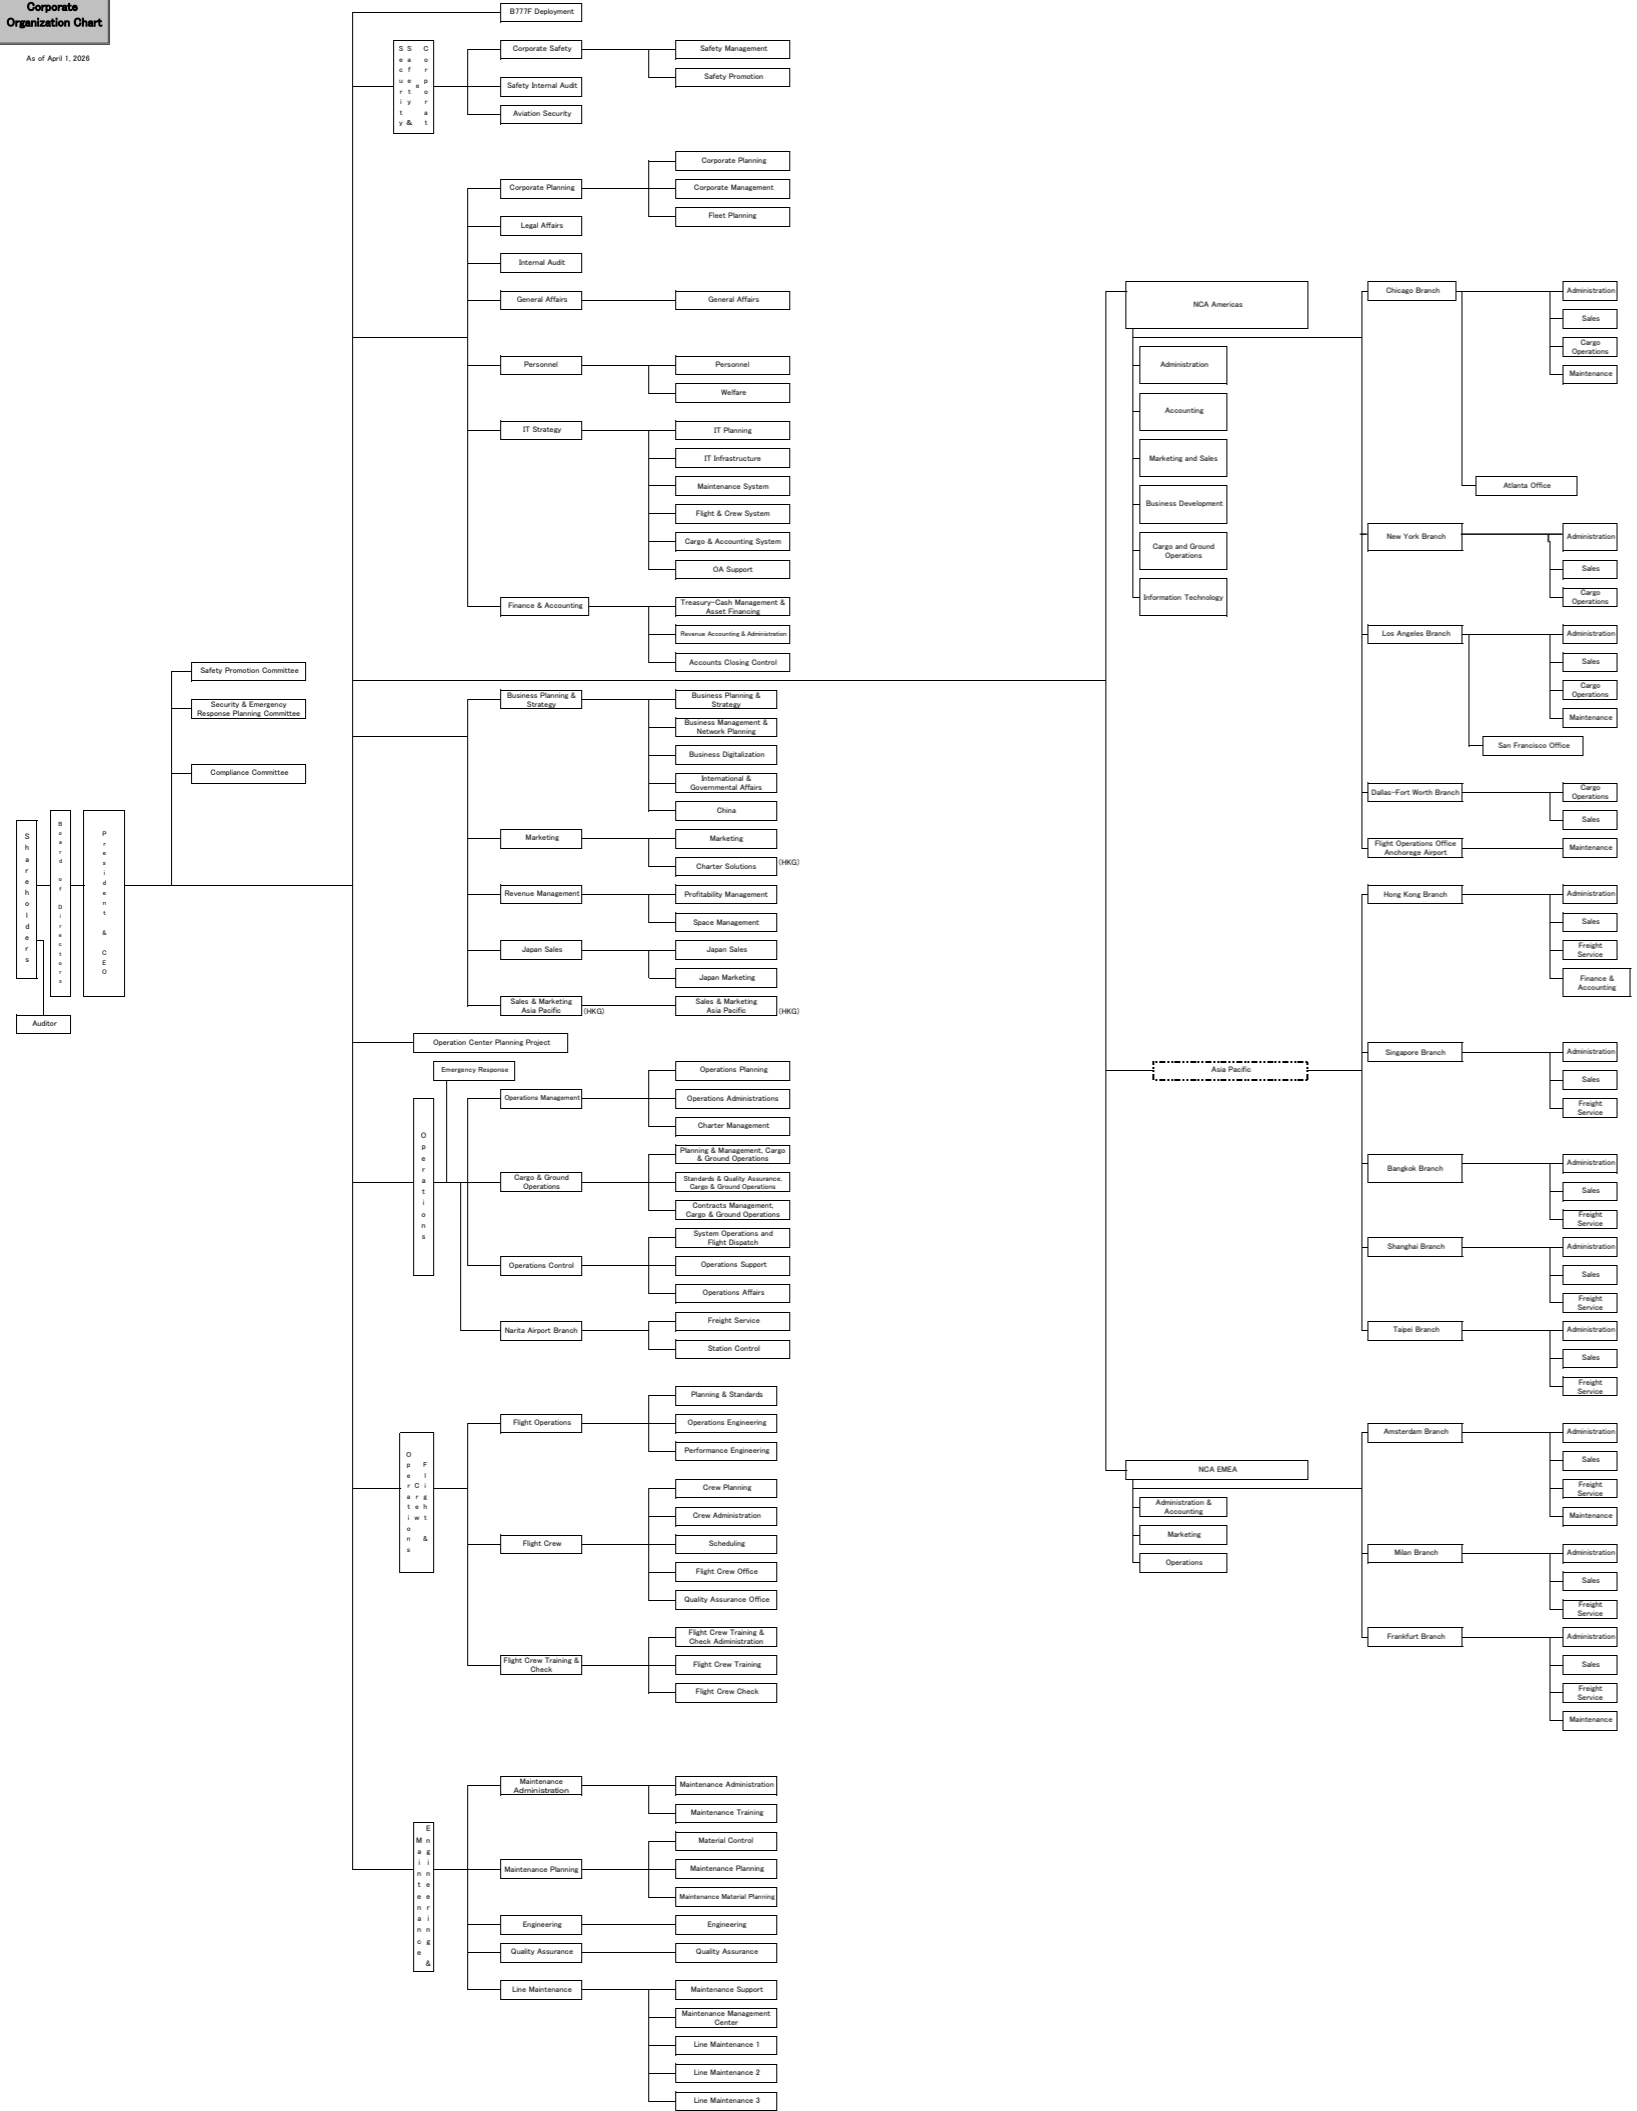 Corporate
Organization Chart
As of April 1, 2026
Shareholders
Board of Directors
President & CEO
Auditor
Safety Promotion Committee
Security & Emergency
Response Planning Committee
Compliance Committee
B777F Deployment
Corporate Safety & Security
Corporate Safety
Safety Management
Safety Promotion
Safety Internal Audit
Aviation Security
Corporate Planning
Corporate Planning
Corporate Management
Fleet Planning
Legal Affairs
Internal Audit
General Affairs
General Affairs
Personnel
Personnel
Welfare
IT Strategy
IT Planning
IT Infrastructure
Maintenance System
Flight & Crew System
Cargo & Accounting System
OA Support
Finance & Accounting
Treasury-Cash Management &
Asset Financing
Revenue Accounting & Administration
Accounts Closing Control
Business Planning &
Strategy
Business Planning &
Strategy
Business Management &
Network Planning
Business Digitalization
International &
Governmental Affairs
China
Marketing
Marketing
Charter Solutions
(HKG)
Revenue Management
Profitability Management
Space Management
Japan Sales
Japan Sales
Japan Marketing
Sales & Marketing
Asia Pacific
(HKG)
Sales & Marketing
Asia Pacific
(HKG)
Operation Center Planning Project
Emergency Response
Operations
Operations Management
Operations Planning
Operations Administrations
Charter Management
Cargo & Ground
Operations
Planning & Management, Cargo
& Ground Operations
Standards & Quality Assurance,
Cargo & Ground Operations
Contracts Management,
Cargo & Ground Operations
Operations Control
System Operations and
Flight Dispatch
Operations Support
Operations Affairs
Narita Airport Branch
Freight Service
Station Control
Flight & Crew Operations
Flight Operations
Planning & Standards
Operations Engineering
Performance Engineering
Flight Crew
Crew Planning
Crew Administration
Scheduling
Flight Crew Office
Quality Assurance Office
Flight Crew Training &
Check
Flight Crew Training &
Check Adiministration
Flight Crew Training
Flight Crew Check
Engineering & Maintenance
Maintenance
Administration
Maintenance Administration
Maintenance Training
Maintenance Planning
Material Control
Maintenance Planning
Maintenance Material Planning
Engineering
Engineering
Quality Assurance
Quality Assurance
Line Maintenance
Maintenance Support
Maintenance Management
Center
Line Maintenance 1
Line Maintenance 2
Line Maintenance 3
NCA Americas
Administration
Accounting
Marketing and Sales
Business Development
Cargo and Ground
Operations
Information Technology
Chicago Branch
Administration
Sales
Cargo
Operations
Maintenance
Atlanta Office
New York Branch
Administration
Sales
Cargo
Operations
Los Angeles Branch
Administration
Sales
Cargo
Operations
Maintenance
San Francisco Office
Dallas-Fort Worth Branch
Cargo
Operations
Sales
Flight Operations Office
Anchorege Airport
Maintenance
Asia Pacific
Hong Kong Branch
Administration
Sales
Freight
Service
Finance &
Accounting
Singapore Branch
Administration
Sales
Freight
Service
Bangkok Branch
Administration
Sales
Freight
Service
Shanghai Branch
Administration
Sales
Freight
Service
Taipei Branch
Administration
Sales
Freight
Service
NCA EMEA
Administration &
Accounting
Marketing
Operations
Amsterdam Branch
Administration
Sales
Freight
Service
Maintenance
Milan Branch
Administration
Sales
Freight
Service
Frankfurt Branch
Administration
Sales
Freight
Service
Maintenance